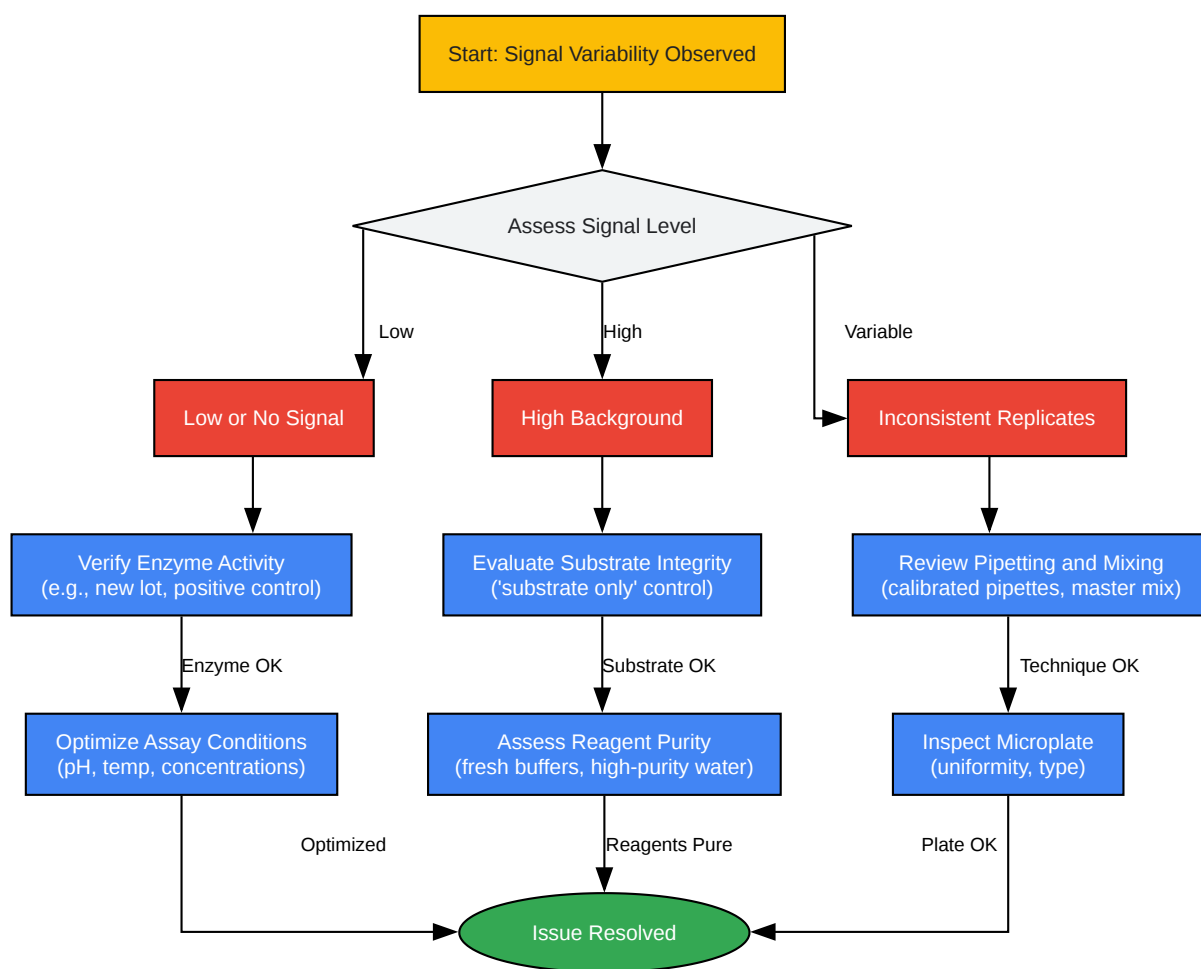 Start: Signal Variability Observed
Assess Signal Level
Low
High
Variable
Low or No Signal
High Background
Inconsistent Replicates
Verify Enzyme Activity
(e.g., new lot, positive control)
Evaluate Substrate Integrity
('substrate only' control)
Review Pipetting and Mixing
(calibrated pipettes, master mix)
Enzyme OK
Substrate OK
Technique OK
Optimize Assay Conditions
(pH, temp, concentrations)
Assess Reagent Purity
(fresh buffers, high-purity water)
Inspect Microplate
(uniformity, type)
Optimized
Reagents Pure
Plate OK
Issue Resolved